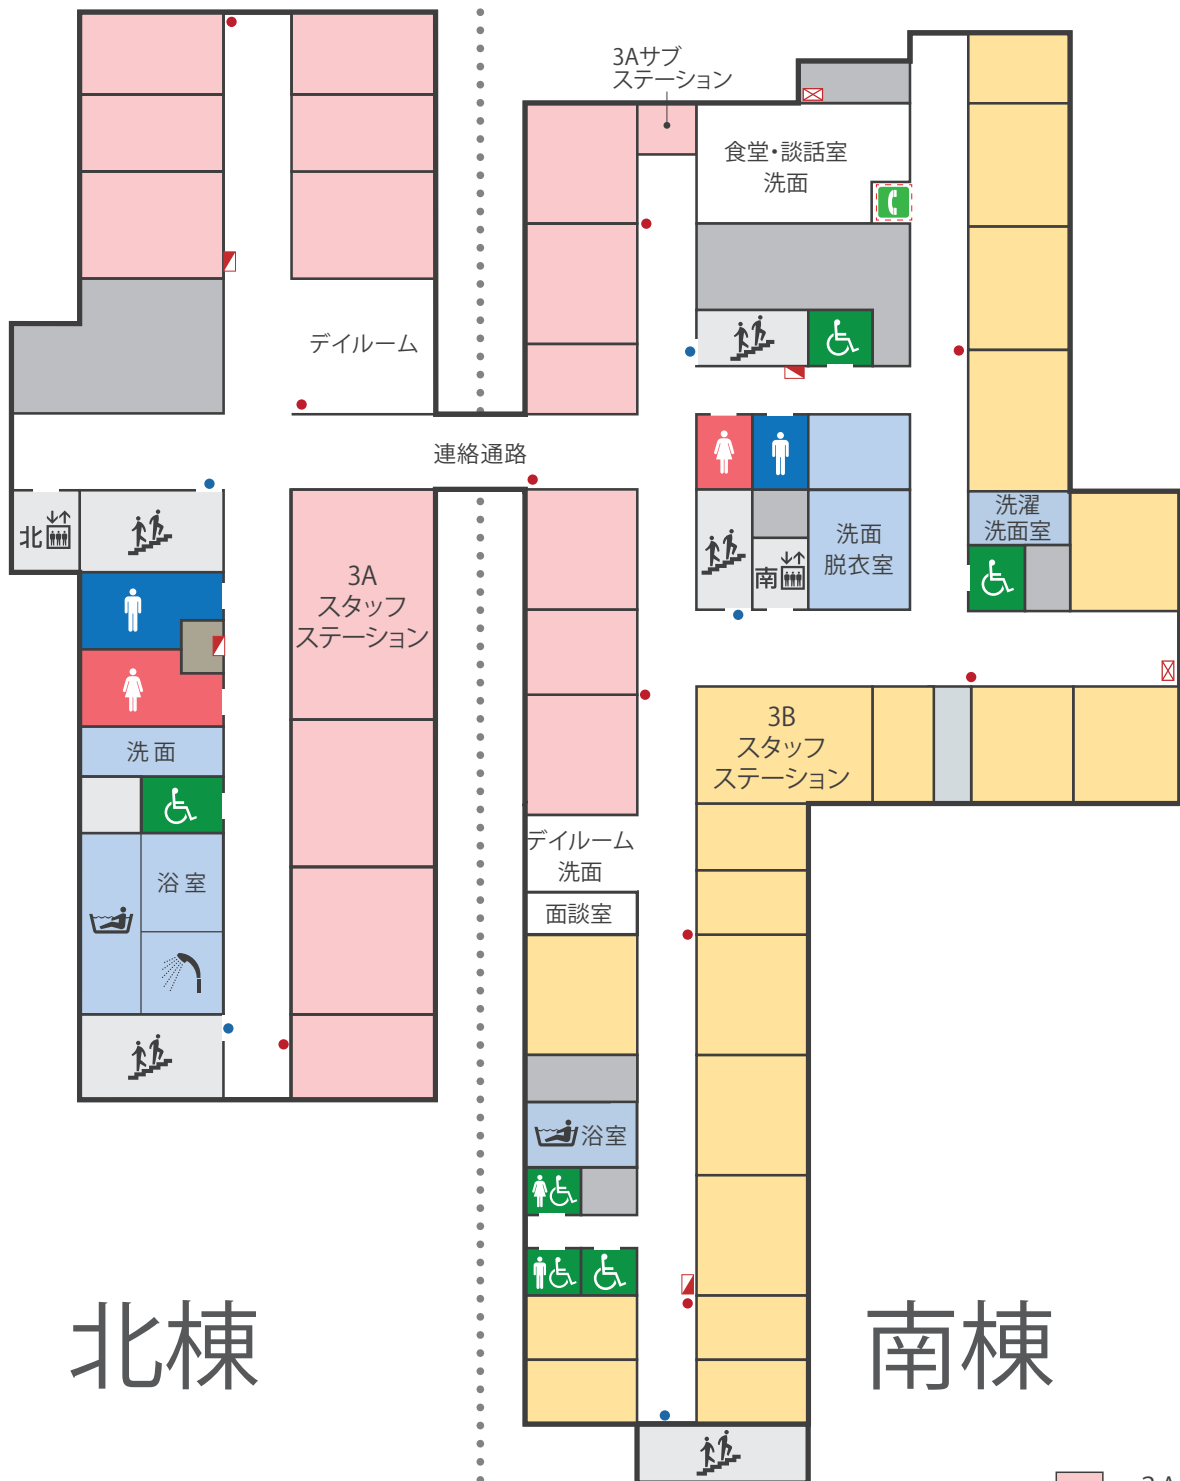 3Aサブ
ステーション
食堂・談話室
洗面
デイルーム
連絡通路
北
3A
スタッフ
ステーション
洗面
脱衣室
南
洗濯
洗面室
洗面
3B
スタッフ
ステーション
浴室
デイルーム
洗面
面談室
浴室
北棟
南棟